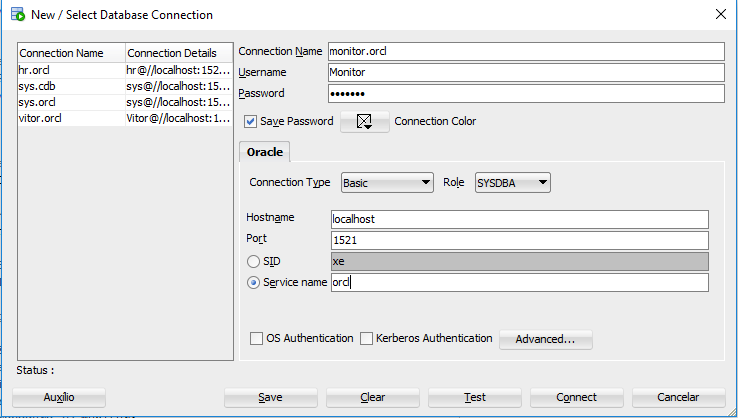 New / Select Database Connection
Connection Name Connection Details
hr.orcl hr@//localhost:152...
sys.cdb sys@//localhost:15...
sys.orcl sys@//localhost:15...
vitor.orcl Vitor@//localhost:1...
Connection Name monitor.orcl
Username Monitor
Password •••••••
Save Password Connection Color
Oracle
Connection Type Basic Role SYSDBA
Hostname localhost
Port 1521
SID xe
Service name orcl
OS Authentication Kerberos Authentication Advanced...
Status :
Auxílio Save Clear Test Connect Cancelar